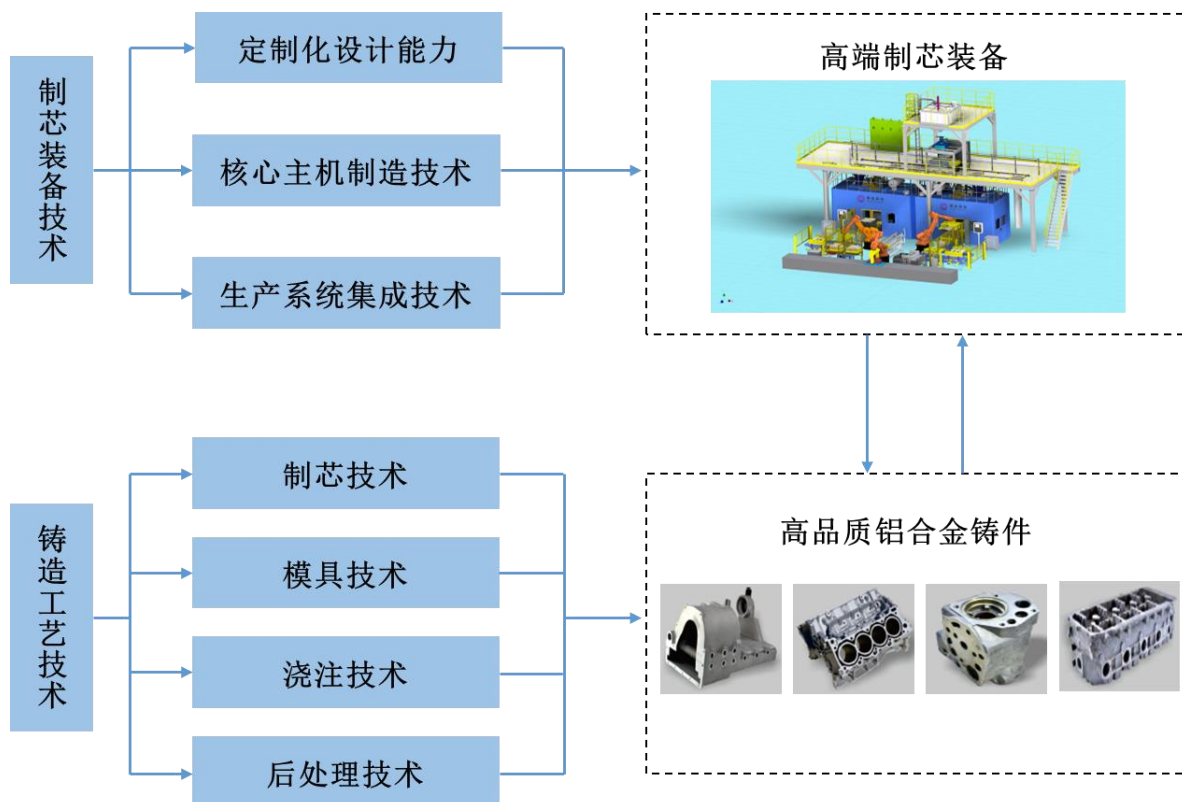 制芯装备技术
定制化设计能力
核心主机制造技术
生产系统集成技术
高端制芯装备
铸造工艺技术
制芯技术
模具技术
浇注技术
后处理技术
高品质铝合金铸件